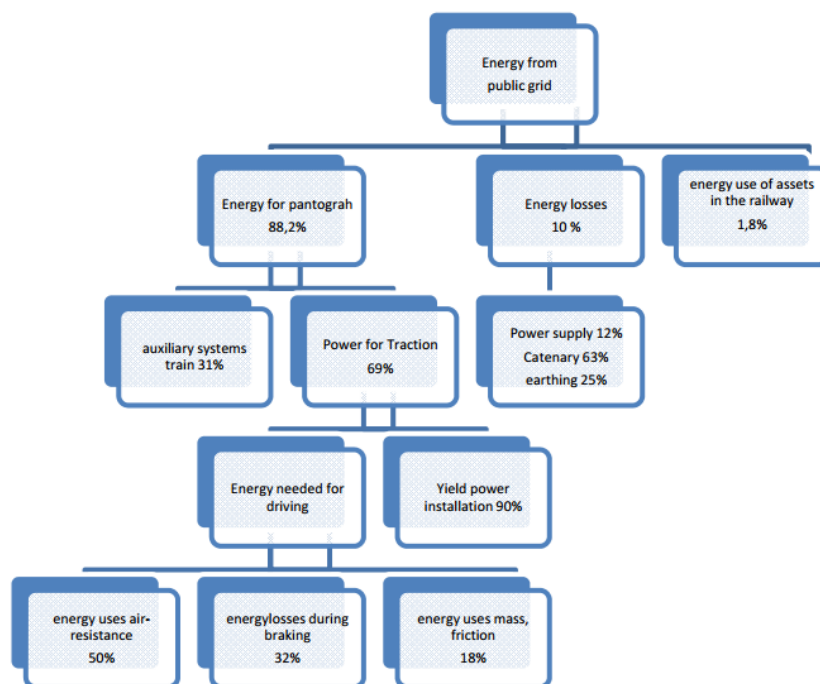 Energy from
public grid
Energy for pantograh
88,2%
Energy losses
10 %
energy use of assets
in the railway
1,8%
auxiliary systems
train 31%
Power for Traction
69%
Power supply 12%
Catenary 63%
earthing 25%
Energy needed for
driving
Yield power
installation 90%
energy uses air-
resistance
50%
energylosses during
braking
32%
energy uses mass,
friction
18%